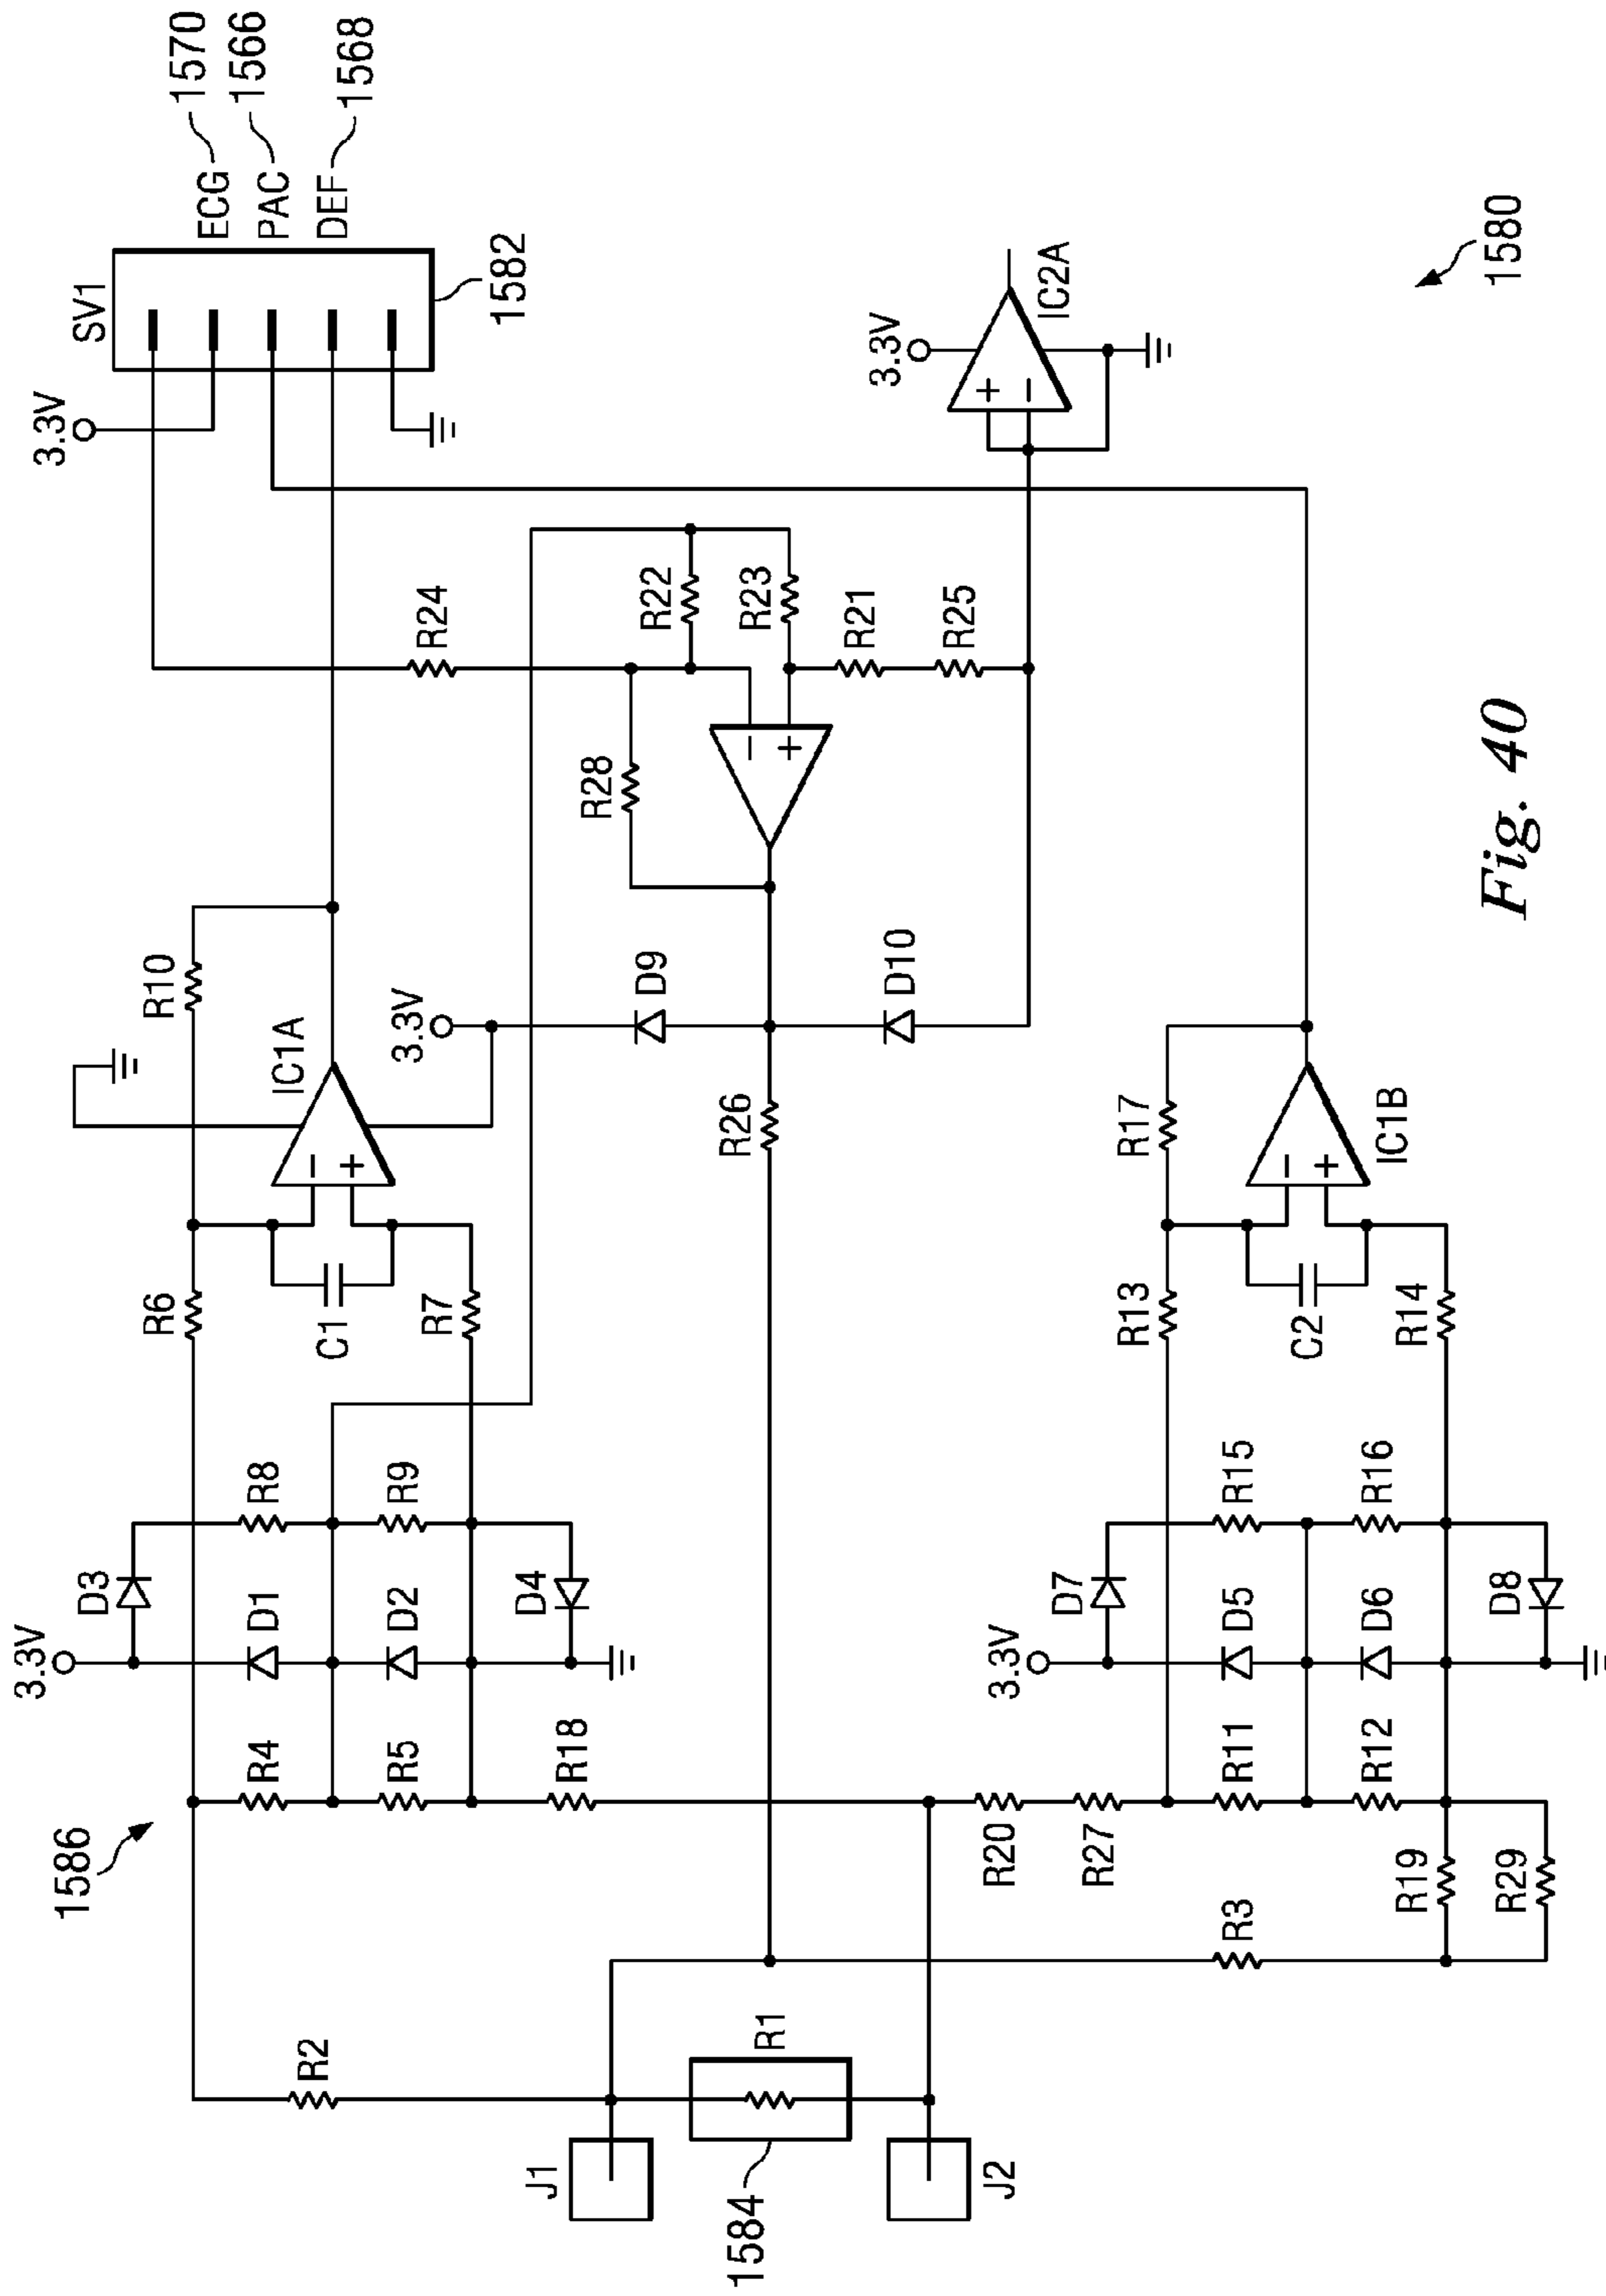 3.3V
SV1
ECG 1570
PAC 1566
DEF 1568
1582
3.3V
D3
R8
R6
R10
R24
1586
R4
D1
C1
IC1A
R2
R5
D2
R9
R7
3.3V
R22
R28
R18
D4
D9
R23
J1
R1
1584
R26
R21
D10
R25
3.3V
IC2A
J2
R20
R27
3.3V
D7
R13
R17
R3
R11
D5
R15
C2
R12
D6
R16
IC1B
R19
R14
R29
D8
1580
Fig. 40